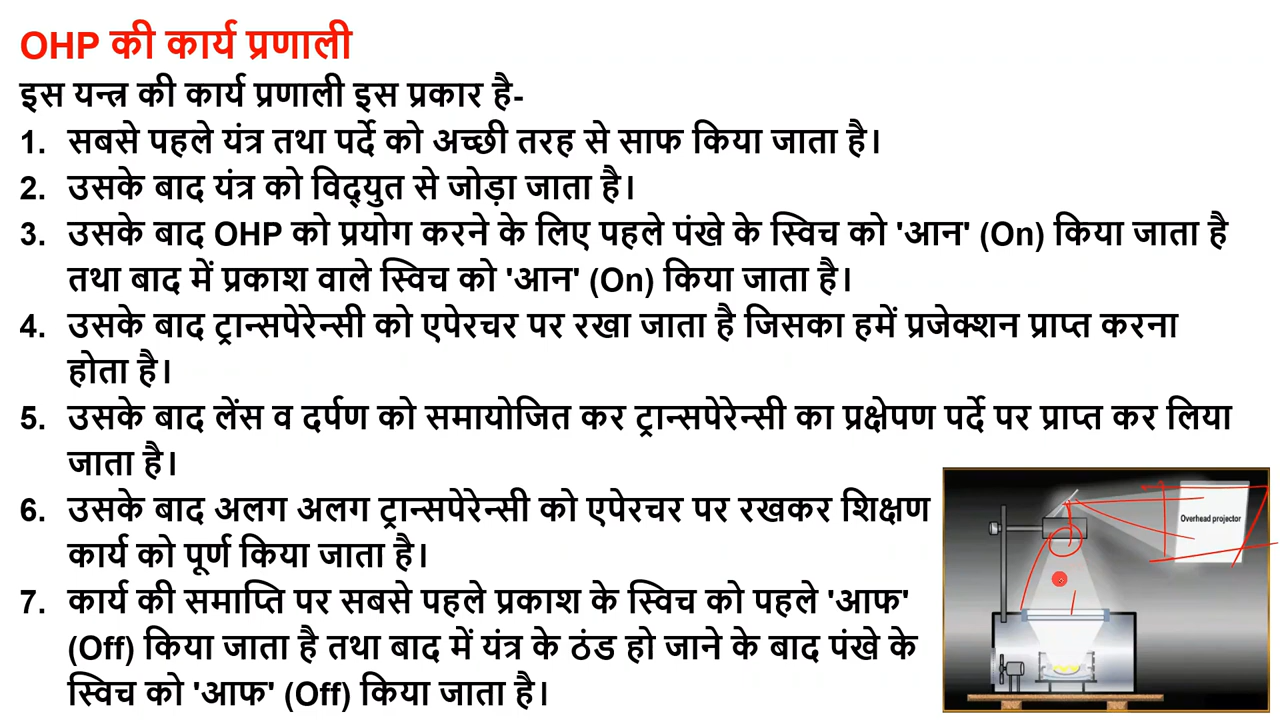 OHP की कार्य प्रणाली
इस यन्त्र की कार्य प्रणाली इस प्रकार है-
1. सबसे पहले यंत्र तथा पर्दे को अच्छी तरह से साफ किया जाता है।
2. उसके बाद यंत्र को विद्युत से जोड़ा जाता है।
3. उसके बाद OHP को प्रयोग करने के लिए पहले पंखे के स्विच को 'आन' (On) किया जाता है
तथा बाद में प्रकाश वाले स्विच को 'आन' (On) किया जाता है।
4. उसके बाद ट्रान्सपेरेन्सी को एपेरचर पर रखा जाता है जिसका हमें प्रजेक्शन प्राप्त करना
होता है।
5. उसके बाद लेंस व दर्पण को समायोजित कर ट्रान्सपेरेन्सी का प्रक्षेपण पर्दे पर प्राप्त कर लिया
जाता है।
6. उसके बाद अलग अलग ट्रान्सपेरेन्सी को एपेरचर पर रखकर शिक्षण
कार्य को पूर्ण किया जाता है।
7. कार्य की समाप्ति पर सबसे पहले प्रकाश के स्विच को पहले 'आफ'
(Off) किया जाता है तथा बाद में यंत्र के ठंड हो जाने के बाद पंखे के
स्विच को 'आफ' (Off) किया जाता है।
Overhead projector